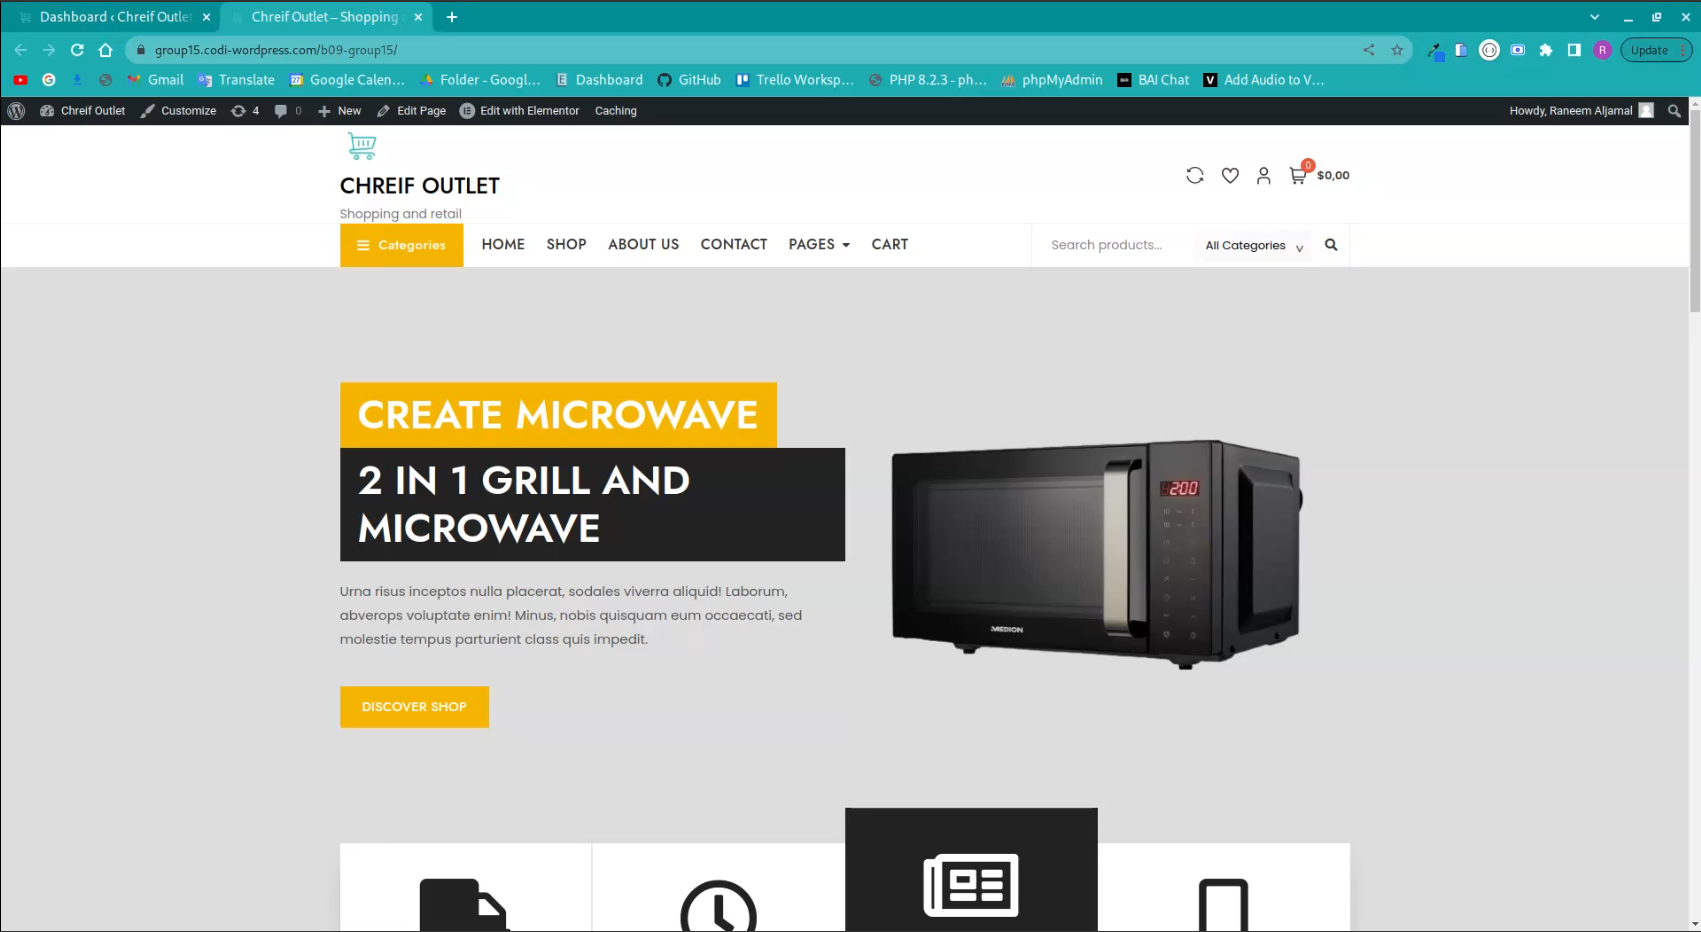 Dashboard ‹ Chreif Outlet
Chreif Outlet – Shopping a
group15.codi-wordpress.com/b09-group15/
R
Update
Gmail
Translate
27
Google Calen...
Folder - Googl...
E
Dashboard
GitHub
Trello Worksp...
PHP 8.2.3 - ph...
phpMyAdmin
BAI Chat
V
Add Audio to V...
Chreif Outlet
Customize
4
0
New
Edit Page
Edit with Elementor
Caching
Howdy, Raneem Aljamal
CHREIF OUTLET
Shopping and retail
0
$0,00
Categories
HOME
SHOP
ABOUT US
CONTACT
PAGES
CART
Search products...
All Categories
CREATE MICROWAVE
2 IN 1 GRILL AND
MICROWAVE
Urna risus inceptos nulla placerat, sodales viverra aliquid! Laborum,
abverops voluptate enim! Minus, nobis quisquam eum occaecati, sed
molestie tempus parturient class quis impedit.
DISCOVER SHOP
MEDION